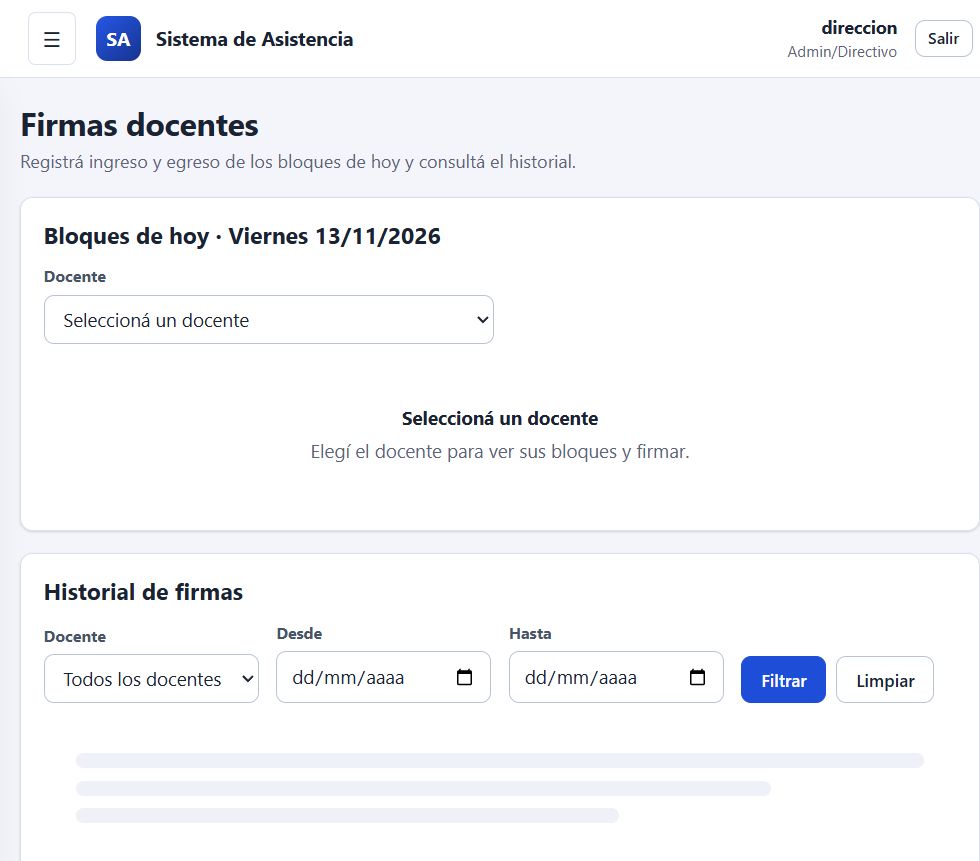 ☰ SA Sistema de Asistencia
direccion
Admin/Directivo
Salir
Firmas docentes
Registrá ingreso y egreso de los bloques de hoy y consultá el historial.
Bloques de hoy · Viernes 13/11/2026
Docente
Seleccioná un docente
Seleccioná un docente
Elegí el docente para ver sus bloques y firmar.
Historial de firmas
Docente Desde Hasta
Todos los docentes dd/mm/aaaa dd/mm/aaaa Filtrar Limpiar